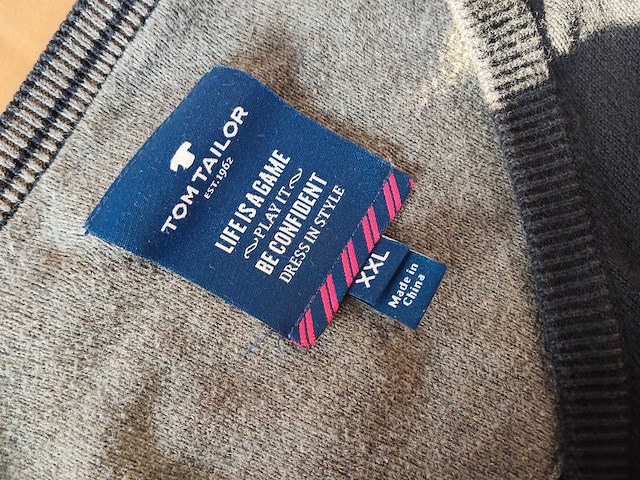 TOM TAILOR
EST.1962
LIFE IS A GAME
PLAY IT
BE CONFIDENT
DRESS IN STYLE
XXL
Made in
China